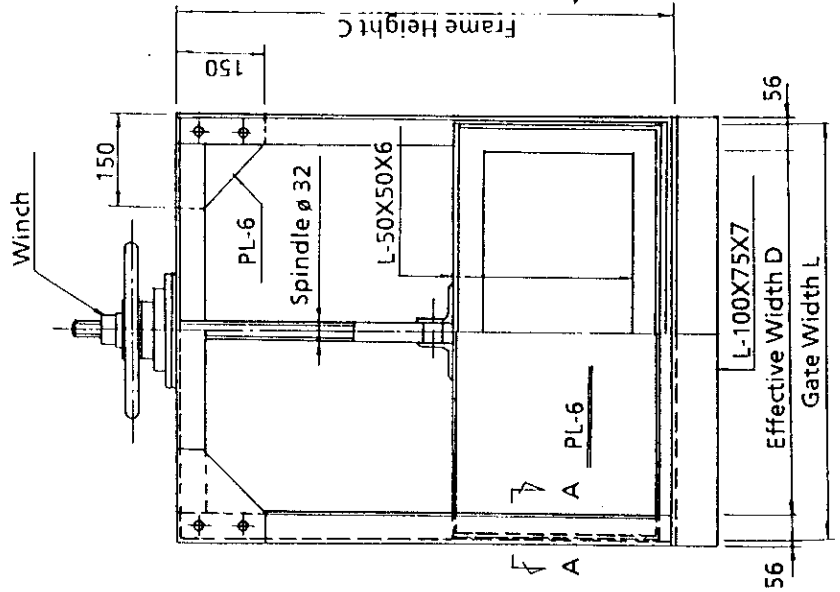 Winch
150
150
Frame Height C
PL-6
Spindle ø 32
L-50X50X6
PL-6
A
A
L-100X75X7
56
Effective Width D
Gate Width L
56